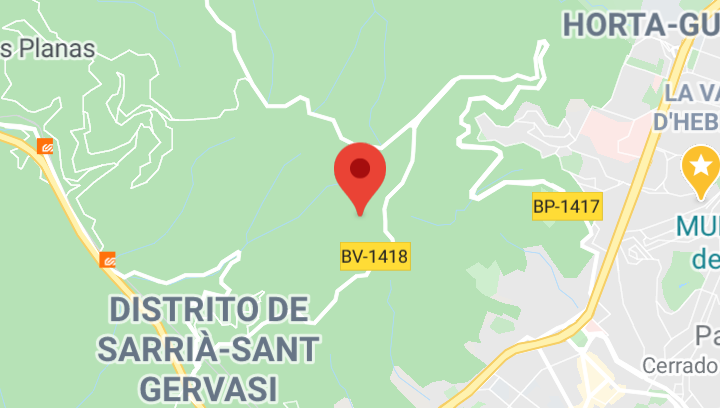 HORTA-GU
s Planas
LA VA
D'HEB
BP-1417
MU
de
BV-1418
DISTRITO DE
SARRIÀ-SANT
GERVASI
Pa
Cerrado